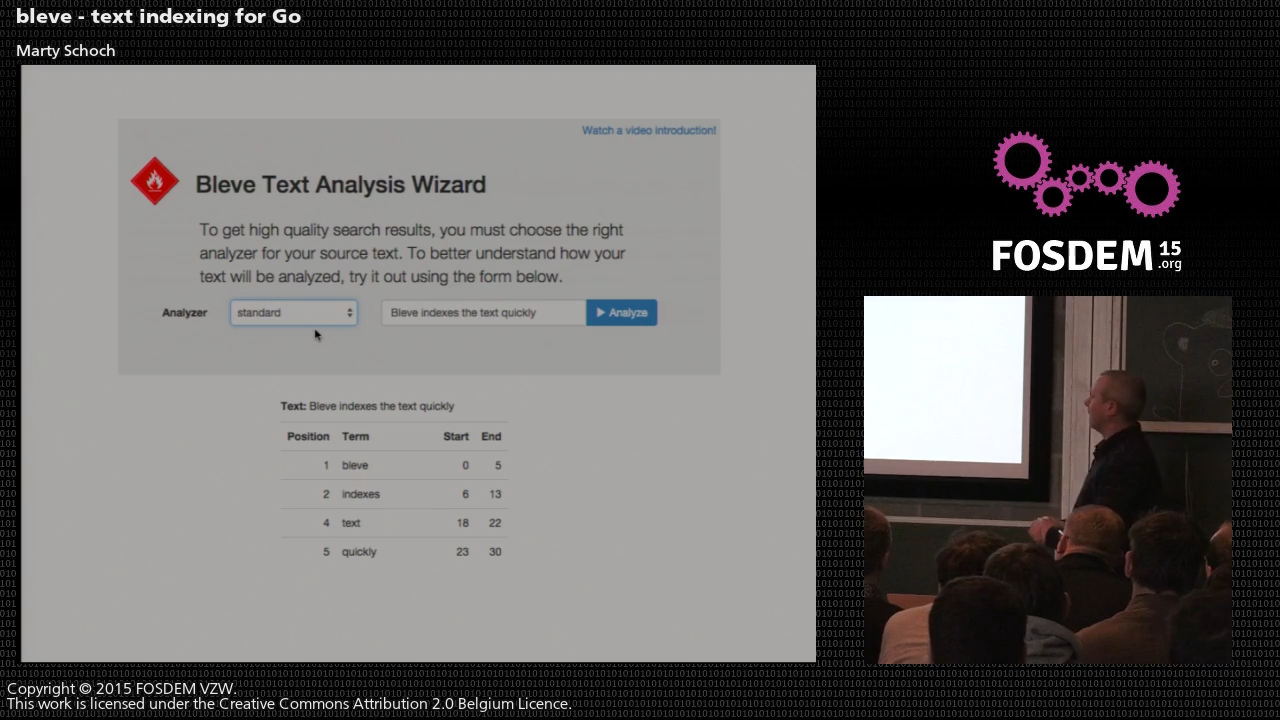 bleve - text indexing for Go
Marty Schoch
Watch a video introduction!
Bleve Text Analysis Wizard
To get high quality search results, you must choose the right
analyzer for your source text. To better understand how your
text will be analyzed, try it out using the form below.
Analyzer standard Bleve indexes the text quickly Analyze
Text: Bleve indexes the text quickly
Position Term Start End
1 bleve 0 5
2 indexes 6 13
4 text 18 22
5 quickly 23 30
FOSDEM 15 .org
Copyright © 2015 FOSDEM VZW.
This work is licensed under the Creative Commons Attribution 2.0 Belgium Licence.